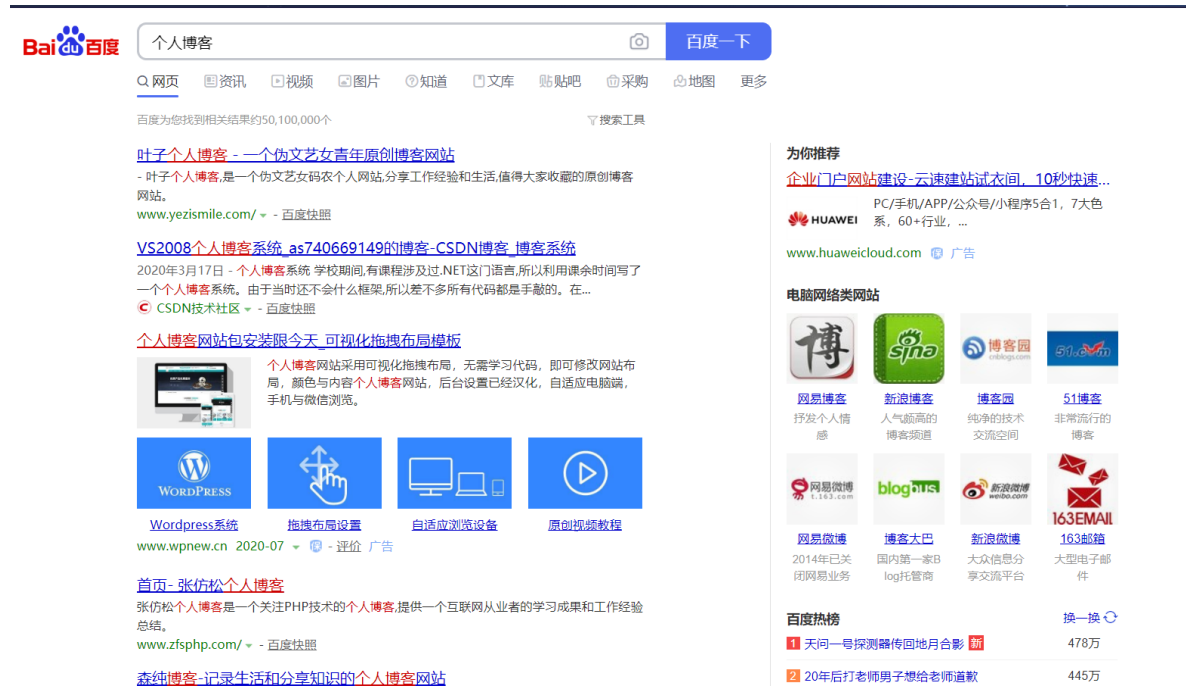 Bai du 百度
个人博客
百度一下
网页 资讯 视频 图片 知道 文库 贴吧 采购 地图 更多
百度为您找到相关结果约50,100,000个
搜索工具
叶子个人博客 - 一个伪文艺女青年原创博客网站
- 叶子个人博客,是一个伪文艺女码农个人网站,分享工作经验和生活,值得大家收藏的原创博客
网站。
www.yezismile.com/ - 百度快照
VS2008个人博客系统_as740669149的博客-CSDN博客_博客系统
2020年3月17日 - 个人博客系统 学校期间,有课程涉及过.NET这门语言,所以利用课余时间写了
一个个人博客系统。由于当时还不会什么框架,所以差不多所有代码都是手敲的。在...
CSDN技术社区 - 百度快照
个人博客网站包安装限今天_可视化拖拽布局模板
个人博客网站采用可视化拖拽布局，无需学习代码，即可修改网站布
局，颜色与内容个人博客网站，后台设置已经汉化，自适应电脑端，
手机与微信浏览。
WORDPRESS
Wordpress系统 拖拽布局设置 自适应浏览设备 原创视频教程
www.wpnew.cn 2020-07 - 评价 广告
首页- 张仿松个人博客
张仿松个人博客是一个关注PHP技术的个人博客,提供一个互联网从业者的学习成果和工作经验
总结。
www.zfsphp.com/ - 百度快照
森纯博客-记录生活和分享知识的个人博客网站
为你推荐
企业门户网站建设-云速建站试衣间，10秒快速...
HUAWEI
PC/手机/APP/公众号/小程序5合1，7大色
系，60+行业，...
www.huaweicloud.com 广告
电脑网络类网站
博 sina 博客园 cnblogs.com 51.com
网易博客 新浪博客 博客园 51博客
抒发个人情 人气颇高的 纯净的技术 非常流行的
感 博客频道 交流空间 博客
网易微博 t.163.com blogbus 新浪微博 weibo.com 163EMAIL
网易微博 博客大巴 新浪微博 163邮箱
2014年已关 国内第一家B 大众信息分 大型电子邮
闭网易业务 log托管商 享交流平台 件
百度热榜 换一换
1 天问一号探测器传回地月合影 新 478万
2 20年后打老师男子想给老师道歉 445万